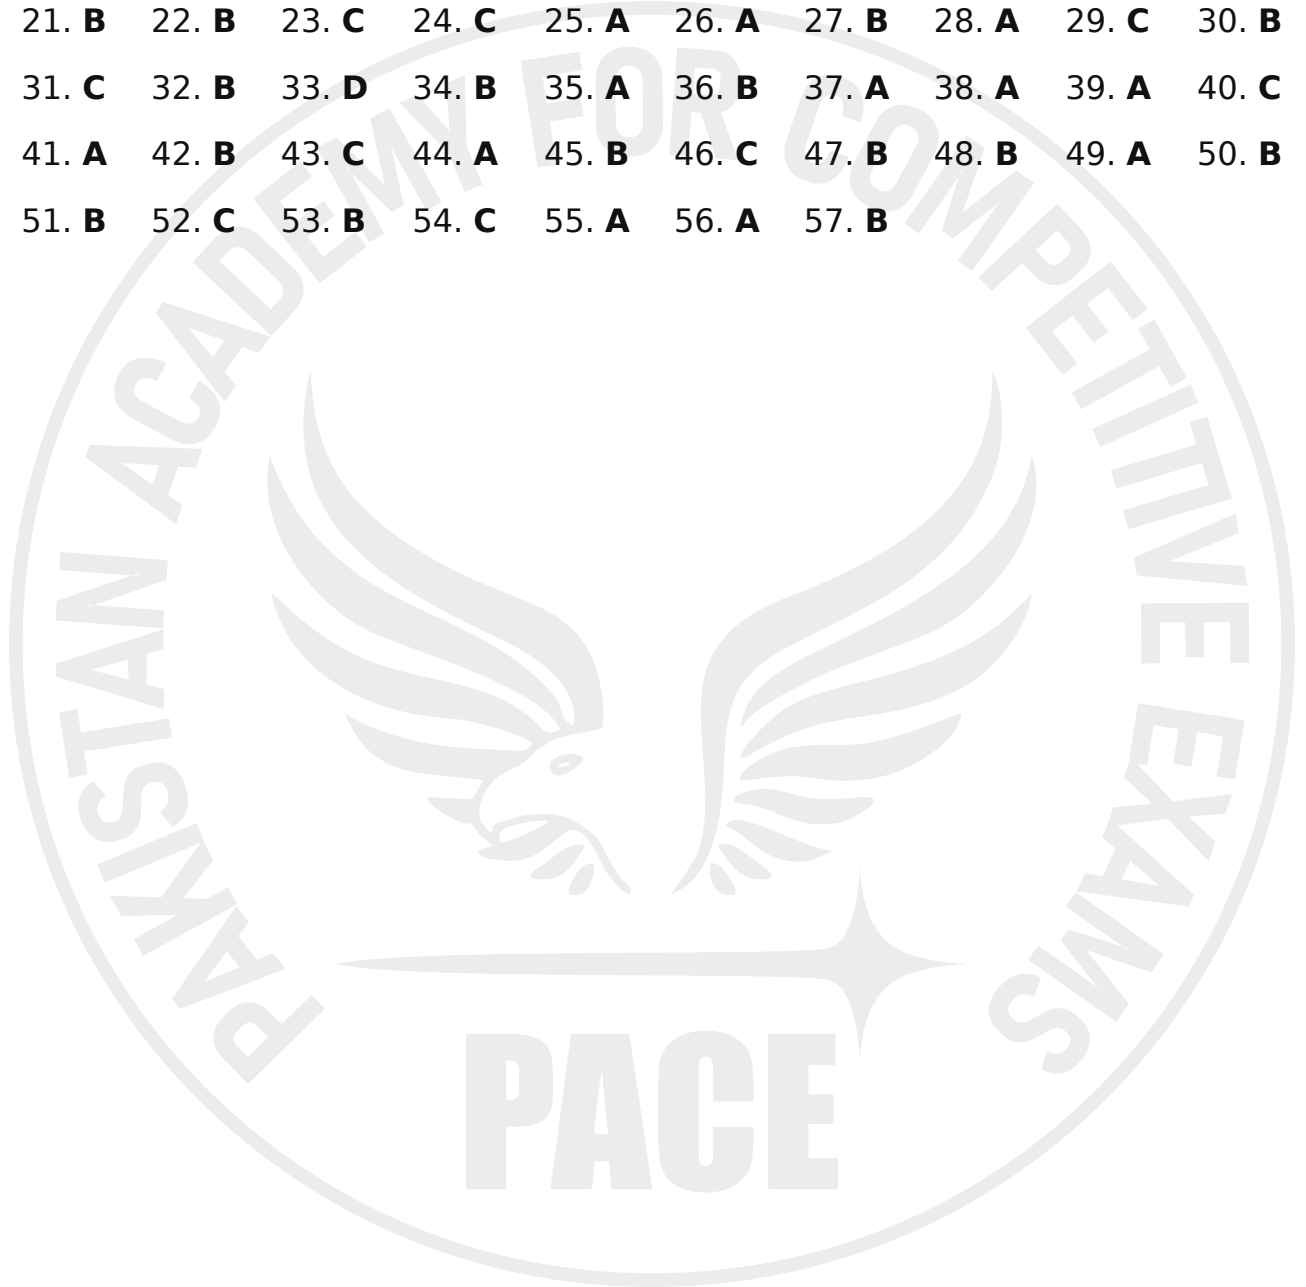 21. B 22. B 23. C 24. C 25. A 26. A 27. B 28. A 29. C 30. B
31. C 32. B 33. D 34. B 35. A 36. B 37. A 38. A 39. A 40. C
41. A 42. B 43. C 44. A 45. B 46. C 47. B 48. B 49. A 50. B
51. B 52. C 53. B 54. C 55. A 56. A 57. B
PAKISTAN ACADEMY FOR COMPETITIVE EXAMS
PACE